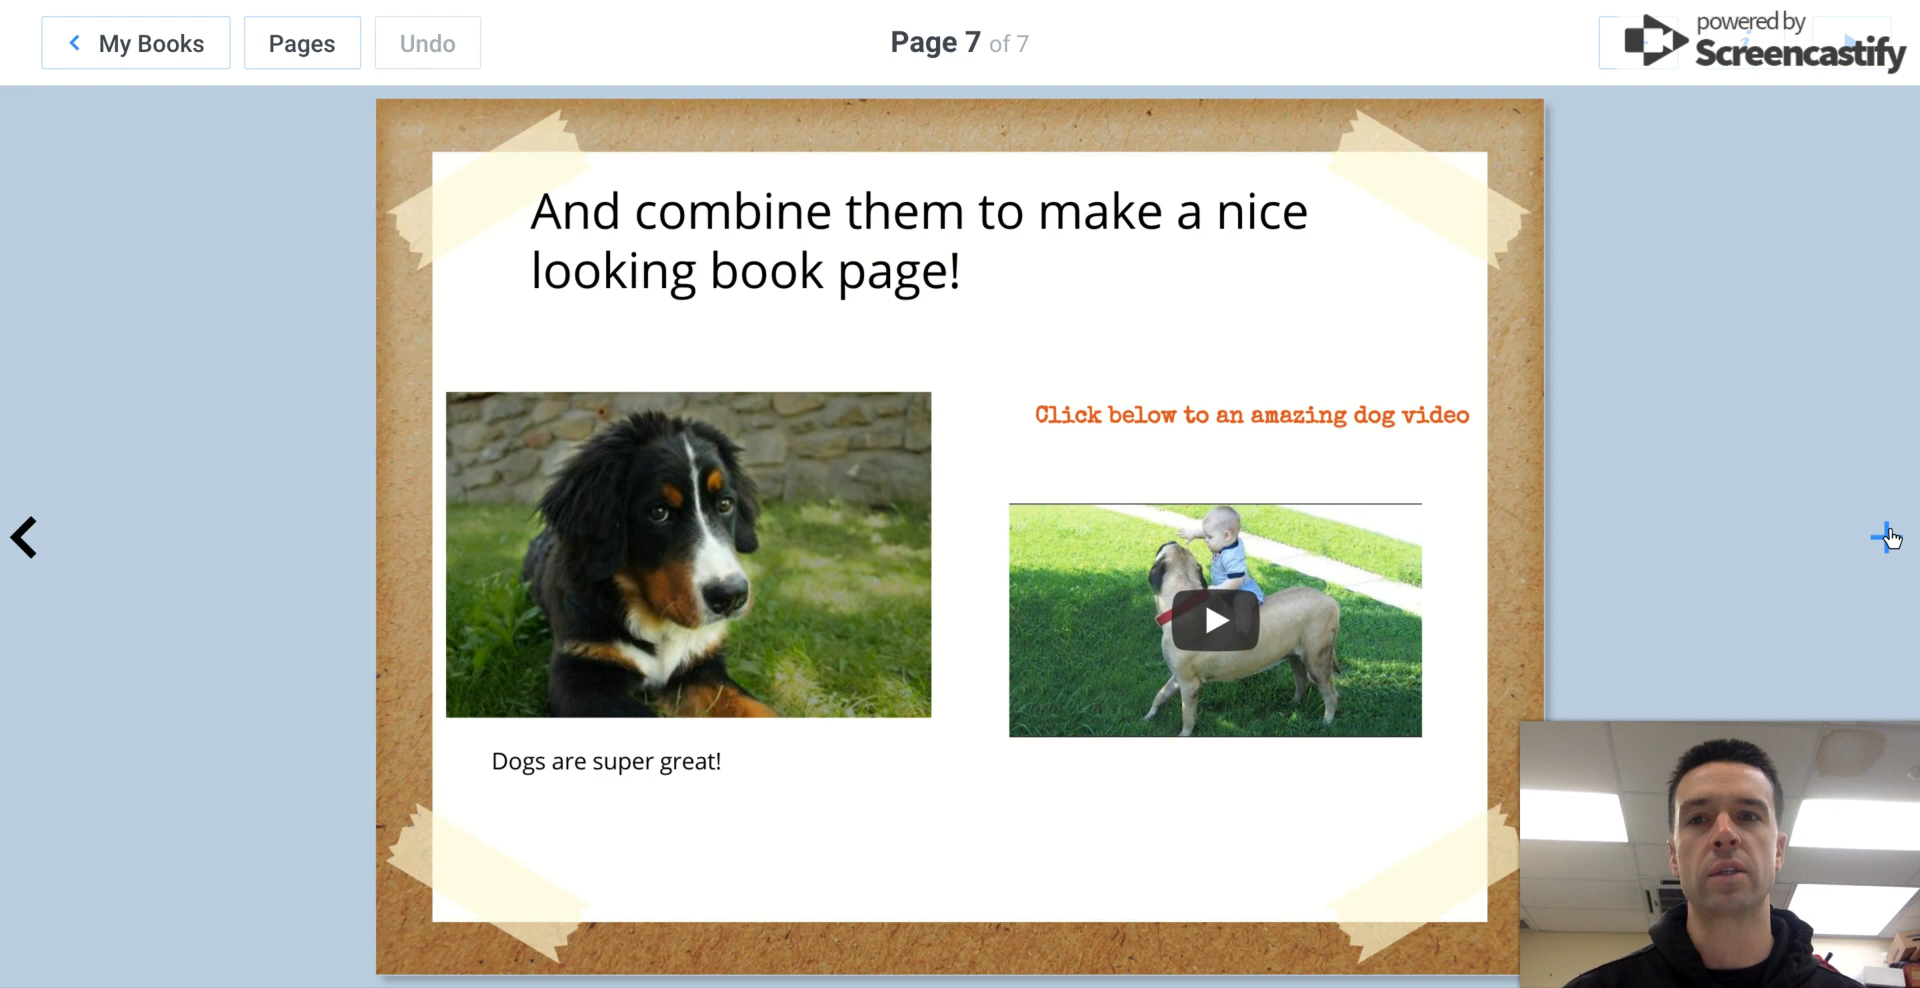 My Books
Pages
Undo
Page 7 of 7
powered by
Screencastify
And combine them to make a nice
looking book page!
Click below to an amazing dog video
Dogs are super great!